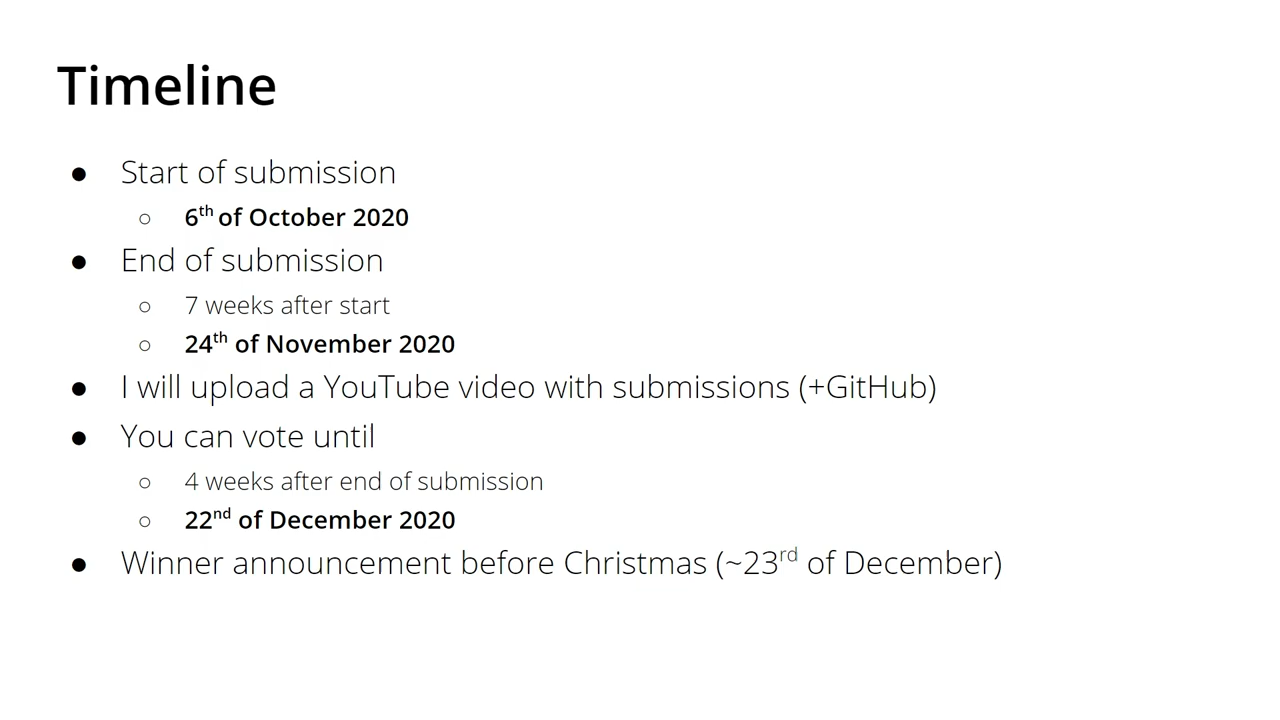 Timeline
● Start of submission
○ 6th of October 2020
● End of submission
○ 7 weeks after start
○ 24th of November 2020
● I will upload a YouTube video with submissions (+GitHub)
● You can vote until
○ 4 weeks after end of submission
○ 22nd of December 2020
● Winner announcement before Christmas (~23rd of December)